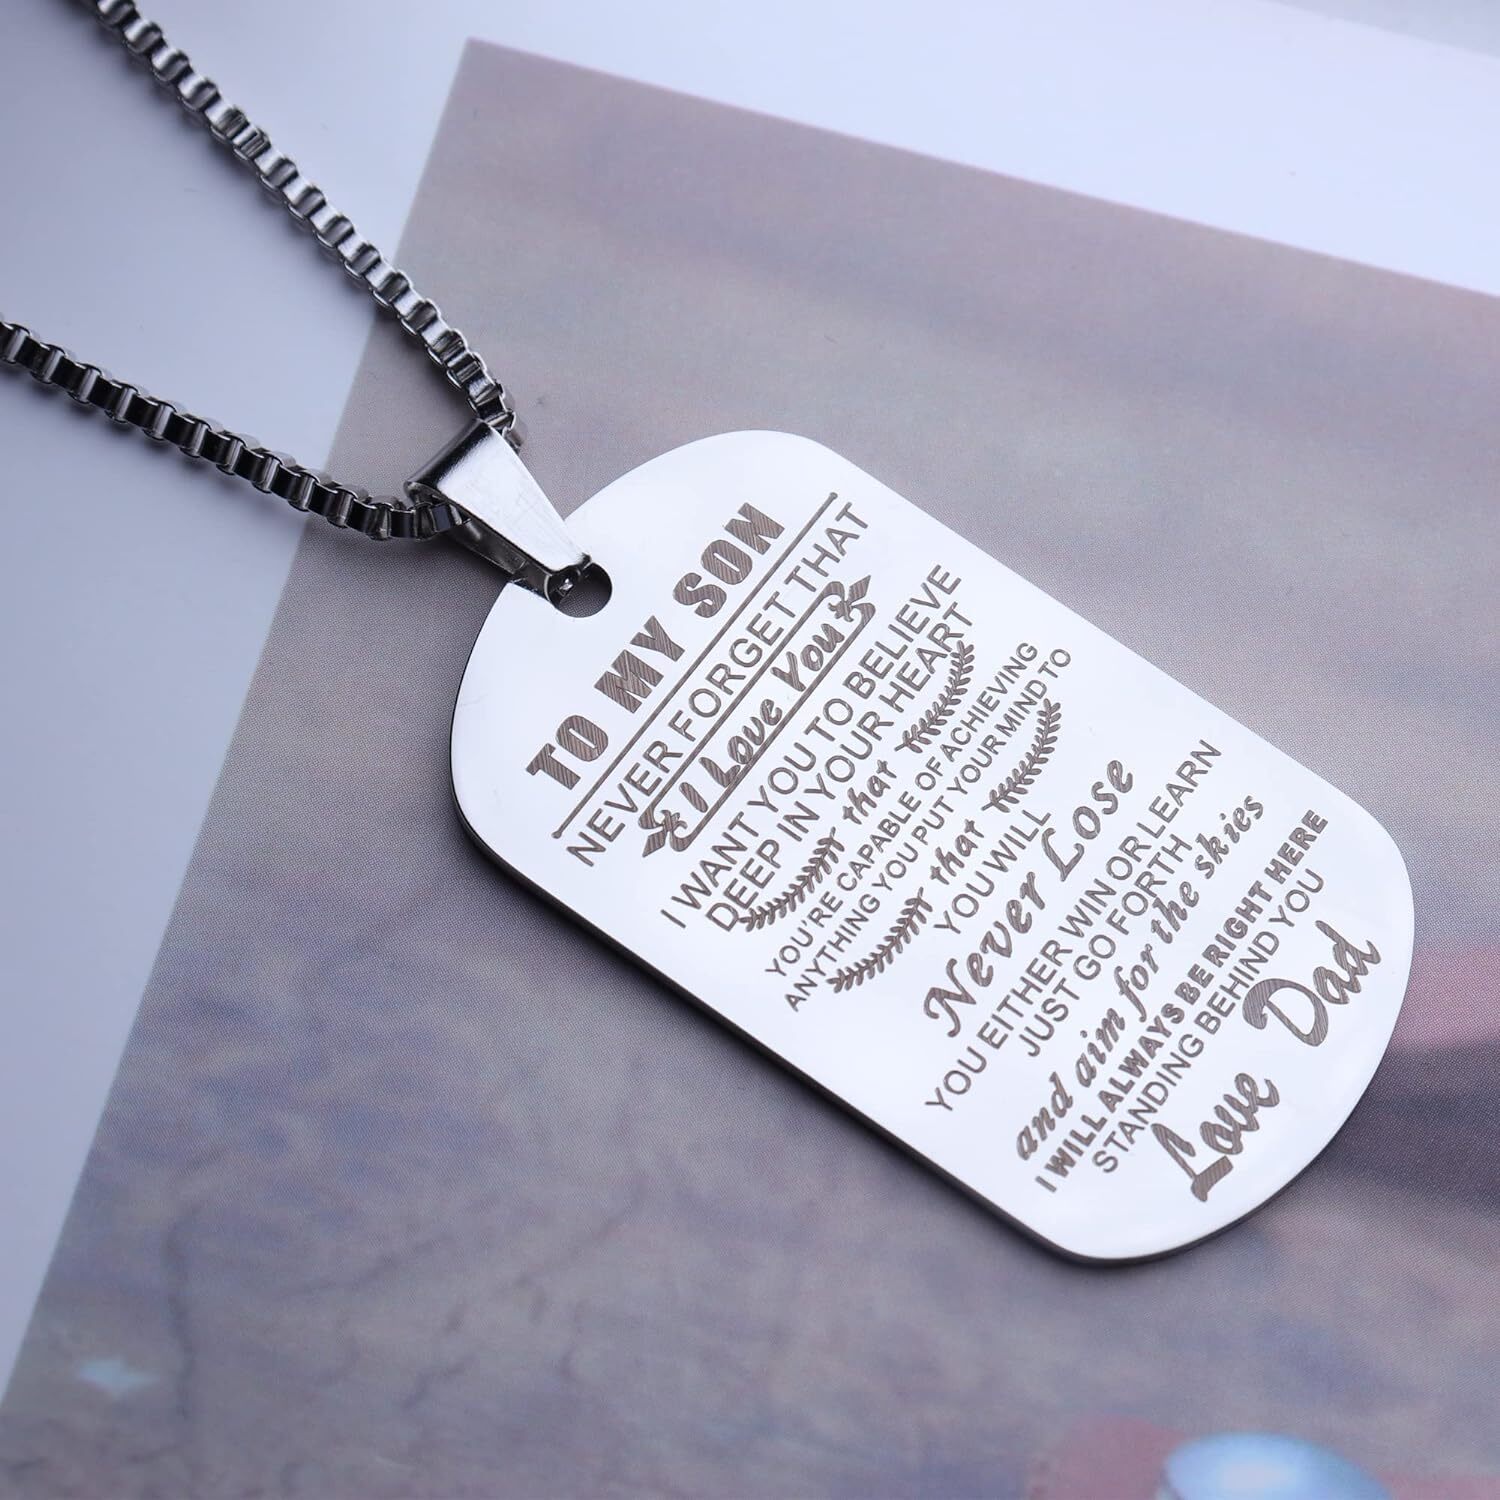 TO MY SON
NEVER FORGET THAT
I Love You
I WANT YOU TO BELIEVE
DEEP IN YOUR HEART
that
YOU'RE CAPABLE OF ACHIEVING
ANYTHING YOU PUT YOUR MIND TO
that
YOU WILL
Never Lose
YOU EITHER WIN OR LEARN
JUST GO FORTH
and aim for the skies
I WILL ALWAYS BE RIGHT HERE
STANDING BEHIND YOU
Love Dad